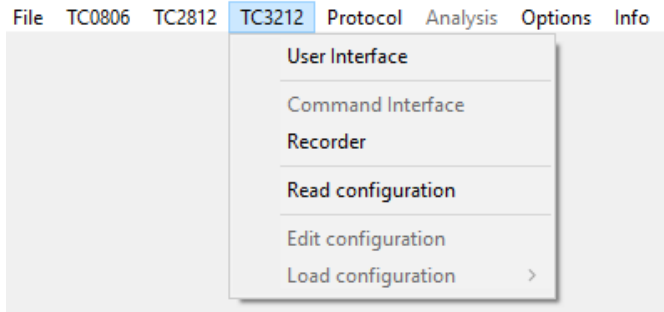 File TC0806 TC2812 TC3212 Protocol Analysis Options Info
User Interface
Command Interface
Recorder
Read configuration
Edit configuration
Load configuration